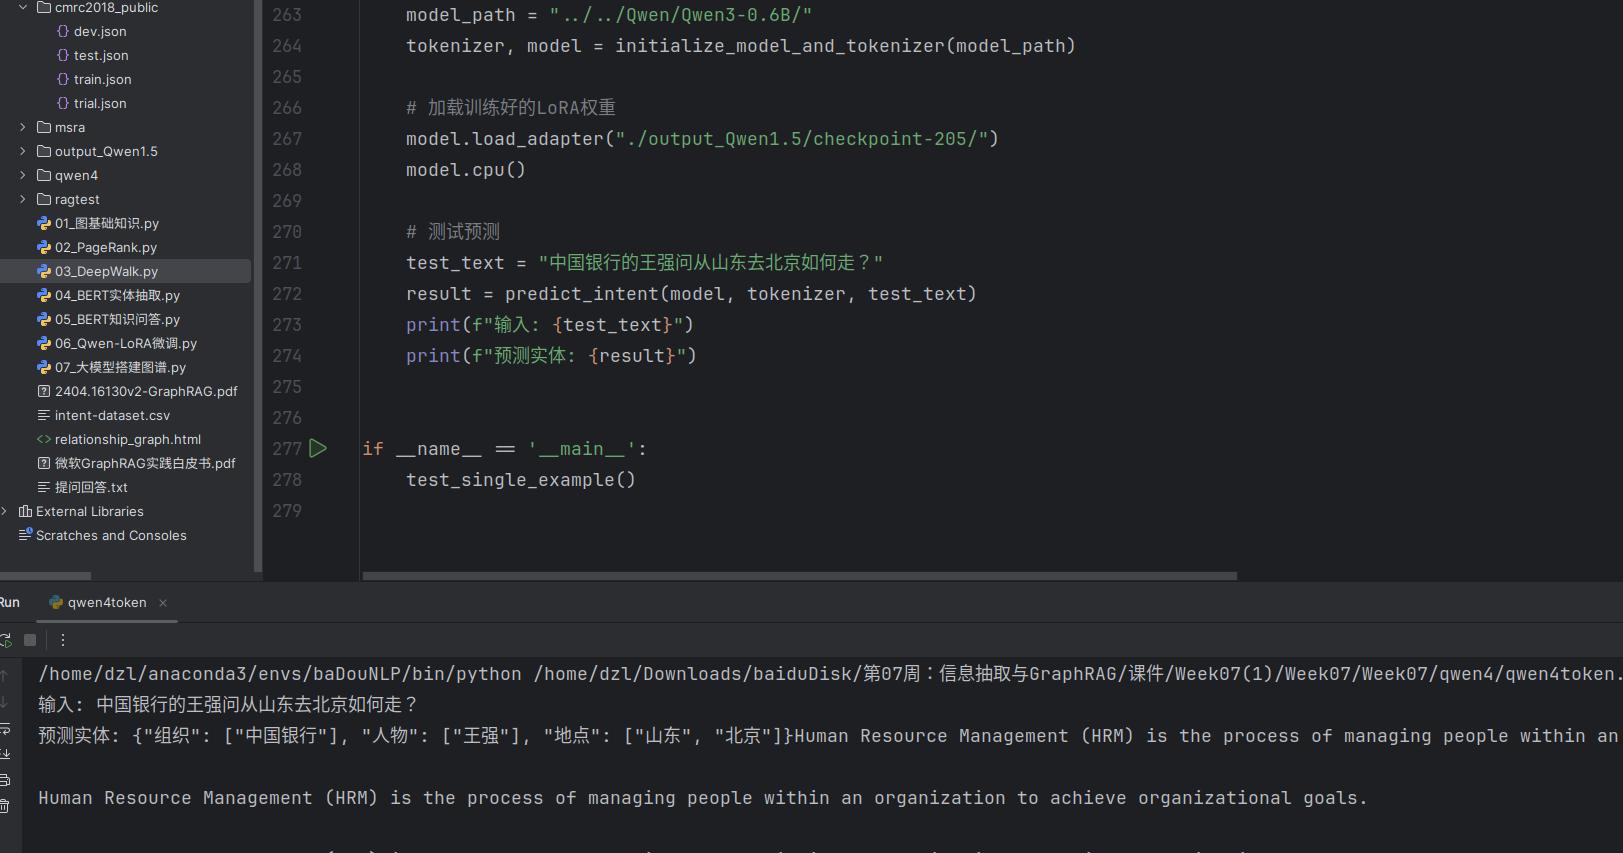 cmrc2018_public
dev.json
test.json
train.json
trial.json
msra
output_Qwen1.5
qwen4
ragtest
01_图基础知识.py
02_PageRank.py
03_DeepWalk.py
04_BERT实体抽取.py
05_BERT知识问答.py
06_Qwen-LoRA微调.py
07_大模型搭建图谱.py
2404.16130v2-GraphRAG.pdf
intent-dataset.csv
relationship_graph.html
微软GraphRAG实践白皮书.pdf
提问回答.txt
External Libraries
Scratches and Consoles
263 model_path = "../../Qwen/Qwen3-0.6B/"
264 tokenizer, model = initialize_model_and_tokenizer(model_path)
265
266 # 加载训练好的LoRA权重
267 model.load_adapter("./output_Qwen1.5/checkpoint-205/")
268 model.cpu()
269
270 # 测试预测
271 test_text = "中国银行的王强问从山东去北京如何走？"
272 result = predict_intent(model, tokenizer, test_text)
273 print(f"输入: {test_text}")
274 print(f"预测实体: {result}")
275
276
277 if __name__ == '__main__':
278 test_single_example()
279
Run
qwen4token
/home/dzl/anaconda3/envs/baDouNLP/bin/python /home/dzl/Downloads/baiduDisk/第07周：信息抽取与GraphRAG/课件/Week07(1)/Week07/Week07/qwen4/qwen4token.
输入: 中国银行的王强问从山东去北京如何走？
预测实体: {"组织": ["中国银行"], "人物": ["王强"], "地点": ["山东", "北京"]}Human Resource Management (HRM) is the process of managing people within an
Human Resource Management (HRM) is the process of managing people within an organization to achieve organizational goals.